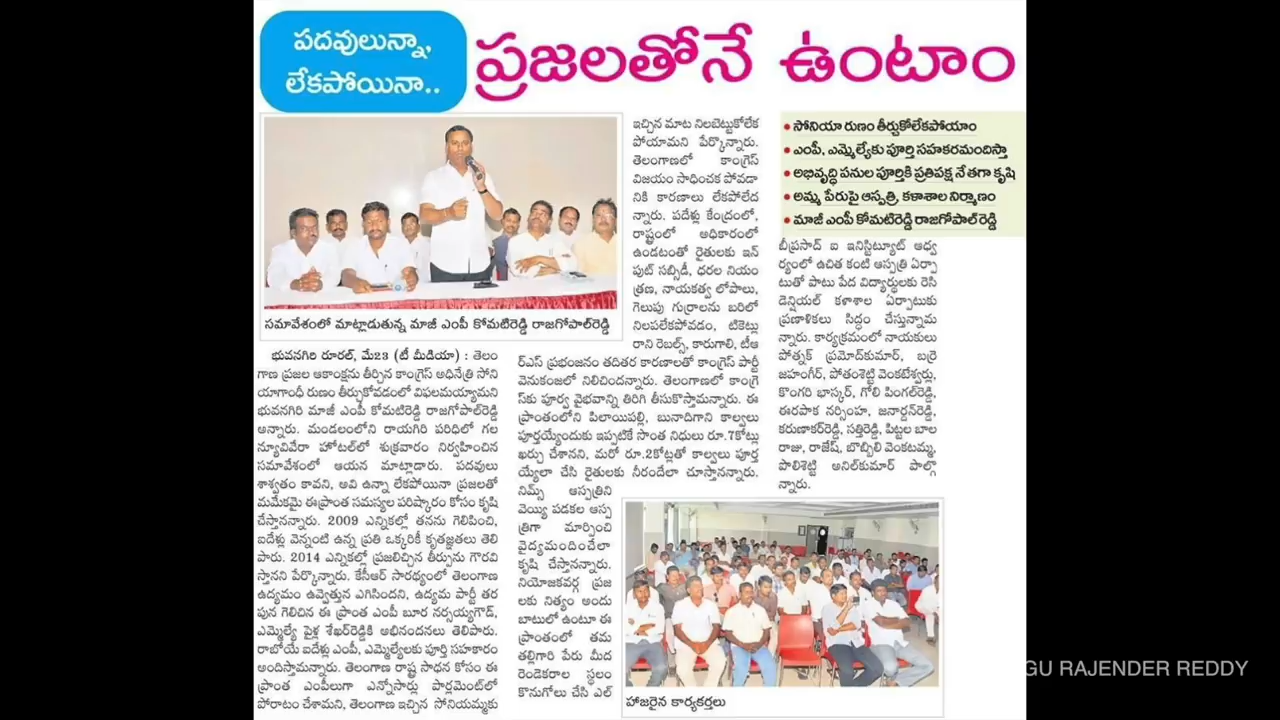 పదవులున్నా,
లేకపోయినా..
ప్రజలతోనే ఉంటాం
సమావేశంలో మాట్లాడుతున్న మాజీ ఎంపీ కోమటిరెడ్డి రాజగోపాల్‌రెడ్డి
భువనగిరి రూరల్, మే23 (టీ మీడియా) : తెలం
గాణ ప్రజల ఆకాంక్షను తీర్చిన కాంగ్రెస్ అధినేత్రి సోని
యాగాంధీ రుణం తీర్చుకోవడంలో విఫలమయ్యామని
భువనగిరి మాజీ ఎంపీ కోమటిరెడ్డి రాజగోపాల్‌రెడ్డి
అన్నారు. మండలంలోని రాయగిరి పరిధిలో గల
న్యూవివేరా హోటల్‌లో శుక్రవారం నిర్వహించిన
సమావేశంలో ఆయన మాట్లాడారు. పదవులు
శాశ్వతం కావని, అవి ఉన్నా లేకపోయినా ప్రజలతో
మమేకమై ఈప్రాంత సమస్యల పరిష్కారం కోసం కృషి
చేస్తానన్నారు. 2009 ఎన్నికల్లో తనను గెలిపించి,
ఐదేళ్లు వెన్నంటి ఉన్న ప్రతి ఒక్కరికీ కృతజ్ఞతలు తెలి
పారు. 2014 ఎన్నికల్లో ప్రజలిచ్చిన తీర్పును గౌరవి
స్తానని పేర్కొన్నారు. కేసీఆర్ సారథ్యంలో తెలంగాణ
ఉద్యమం ఉవ్వెత్తున ఎగిసిందని, ఉద్యమ పార్టీ తర
పున గెలిచిన ఈ ప్రాంత ఎంపీ బూర నర్సయ్యగౌడ్,
ఎమ్మెల్యే పైళ్ల శేఖర్‌రెడ్డికి అభినందనలు తెలిపారు.
రాబోయే ఐదేళ్లు ఎంపీ, ఎమ్మెల్యేలకు పూర్తి సహకారం
అందిస్తామన్నారు. తెలంగాణ రాష్ట్ర సాధన కోసం ఈ
ప్రాంత ఎంపీలుగా ఎన్నోసార్లు పార్లమెంట్‌లో
పోరాటం చేశామని, తెలంగాణ ఇచ్చిన సోనియమ్మకు
ఇచ్చిన మాట నిలబెట్టుకోలేక
పోయామని పేర్కొన్నారు.
తెలంగాణలో కాంగ్రెస్
విజయం సాధించక పోవడా
నికి కారణాలు లేకపోలేద
న్నారు. పదేళ్లు కేంద్రంలో,
రాష్ట్రంలో అధికారంలో
ఉండటంతో రైతులకు ఇన్
పుట్ సబ్సిడీ, ధరల నియం
త్రణ, నాయకత్వ లోపాలు,
గెలుపు గుర్రాలను బరిలో
నిలపలేకపోవడం, టికెట్లు
రాని రెబల్స్, కారుగాలి, టీఆ
ర్ఎస్ ప్రభంజనం తదితర కారణాలతో కాంగ్రెస్ పార్టీ
వెనుకంజలో నిలిచిందన్నారు. తెలంగాణలో కాంగ్రె
స్‌కు పూర్వ వైభవాన్ని తిరిగి తీసుకొస్తామన్నారు. ఈ
ప్రాంతంలోని పిలాయిపల్లి, బునాదిగాని కాల్వలు
పూర్తయ్యేందుకు ఇప్పటికే సొంత నిధులు రూ.7కోట్లు
ఖర్చు చేశానని, మరో రూ.2కోట్లతో కాల్వలు పూర్త
య్యేలా చేసి రైతులకు నీరందేలా చూస్తానన్నారు.
నిమ్స్ ఆస్పత్రిని
వెయ్యి పడకల ఆస్ప
త్రిగా మార్పించి
వైద్యమందించేలా
కృషి చేస్తానన్నారు.
నియోజకవర్గ ప్రజ
లకు నిత్యం అందు
బాటులో ఉంటూ ఈ
ప్రాంతంలో తమ
తల్లిగారి పేరు మీద
రెండెకరాల స్థలం
కొనుగోలు చేసి ఎల్
• సోనియా రుణం తీర్చుకోలేకపోయాం
• ఎంపీ, ఎమ్మెల్యేకు పూర్తి సహకరమందిస్తా
• అభివృద్ధి పనుల పూర్తికి ప్రతిపక్ష నేతగా కృషి
• అమ్మ పేరుపై ఆస్పత్రి, కళాశాల నిర్మాణం
• మాజీ ఎంపీ కోమటిరెడ్డి రాజగోపాల్‌రెడ్డి
బీప్రసాద్ ఐ ఇనిస్టిట్యూట్ ఆధ్వ
ర్యంలో ఉచిత కంటి ఆస్పత్రి ఏర్పా
టుతో పాటు పేద విద్యార్థులకు రెసి
డెన్షియల్ కళాశాల ఏర్పాటుకు
ప్రణాళికలు సిద్ధం చేస్తున్నామ
న్నారు. కార్యక్రమంలో నాయకులు
పోత్నక్ ప్రమోద్‌కుమార్, బర్రె
జహంగీర్, పోతంశెట్టి వెంకటేశ్వర్లు,
కొంగరి భాస్కర్, గోలి పింగల్‌రెడ్డి,
ఈరపాక నర్సింహ, జనార్దన్‌రెడ్డి,
కరుణాకర్‌రెడ్డి, సత్తిరెడ్డి, పిట్టల బాల
రాజు, రాజేష్, బొబ్బిలి వెంకటమ్మ,
పొలిశెట్టి అనిల్‌కుమార్ పాల్గొ
న్నారు.
హాజరైన కార్యకర్తలు
GU RAJENDER REDDY